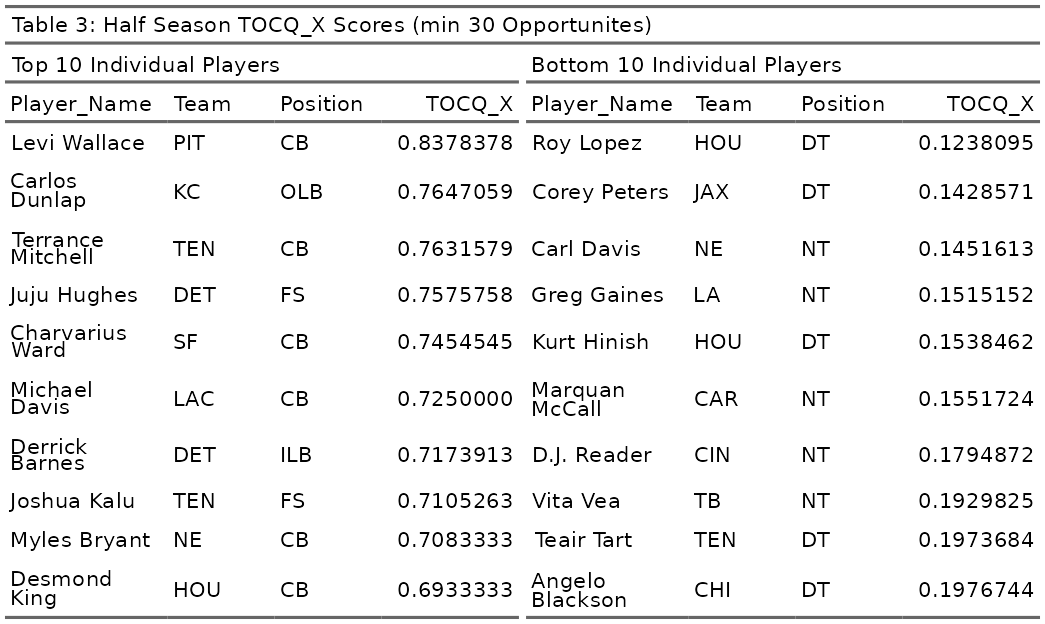 Table 3: Half Season TOCQ_X Scores (min 30 Opportunites)
Top 10 Individual Players Bottom 10 Individual Players
Player_Name Team Position TOCQ_X Player_Name Team Position TOCQ_X
Levi Wallace PIT CB 0.8378378 Roy Lopez HOU DT 0.1238095
Carlos
Dunlap KC OLB 0.7647059 Corey Peters JAX DT 0.1428571
Terrance
Mitchell TEN CB 0.7631579 Carl Davis NE NT 0.1451613
Juju Hughes DET FS 0.7575758 Greg Gaines LA NT 0.1515152
Charvarius
Ward SF CB 0.7454545 Kurt Hinish HOU DT 0.1538462
Michael
Davis LAC CB 0.7250000 Marquan
McCall CAR NT 0.1551724
Derrick
Barnes DET ILB 0.7173913 D.J. Reader CIN NT 0.1794872
Joshua Kalu TEN FS 0.7105263 Vita Vea TB NT 0.1929825
Myles Bryant NE CB 0.7083333 Teair Tart TEN DT 0.1973684
Desmond
King HOU CB 0.6933333 Angelo
Blackson CHI DT 0.1976744